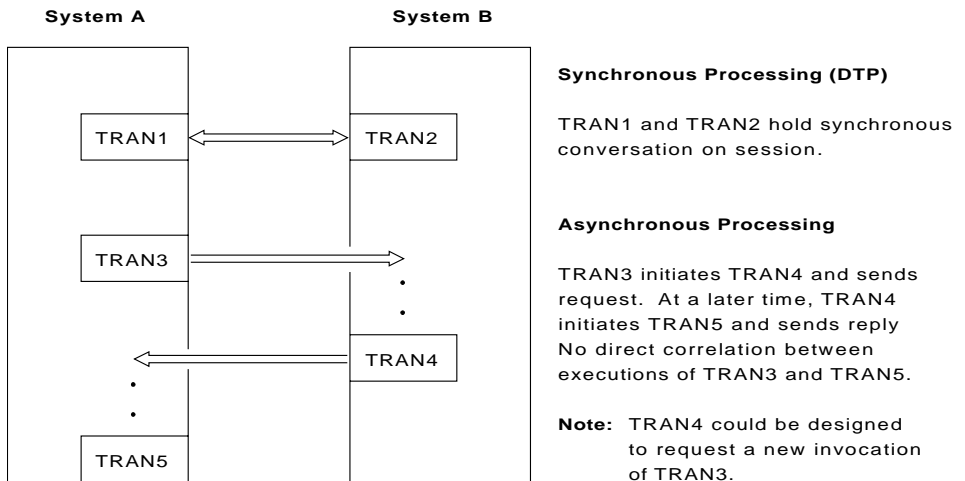 System A
System B
TRAN1
TRAN2
TRAN3
TRAN4
TRAN5
Synchronous Processing (DTP)
TRAN1 and TRAN2 hold synchronous
conversation on session.
Asynchronous Processing
TRAN3 initiates TRAN4 and sends
request. At a later time, TRAN4
initiates TRAN5 and sends reply
No direct correlation between
executions of TRAN3 and TRAN5.
Note: TRAN4 could be designed
to request a new invocation
of TRAN3.